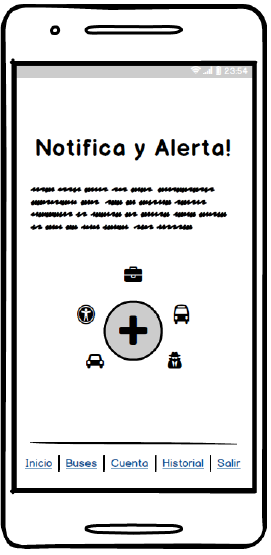 23:54
Notifica y Alerta!
Inicio | Buses | Cuenta | Historial | Salir